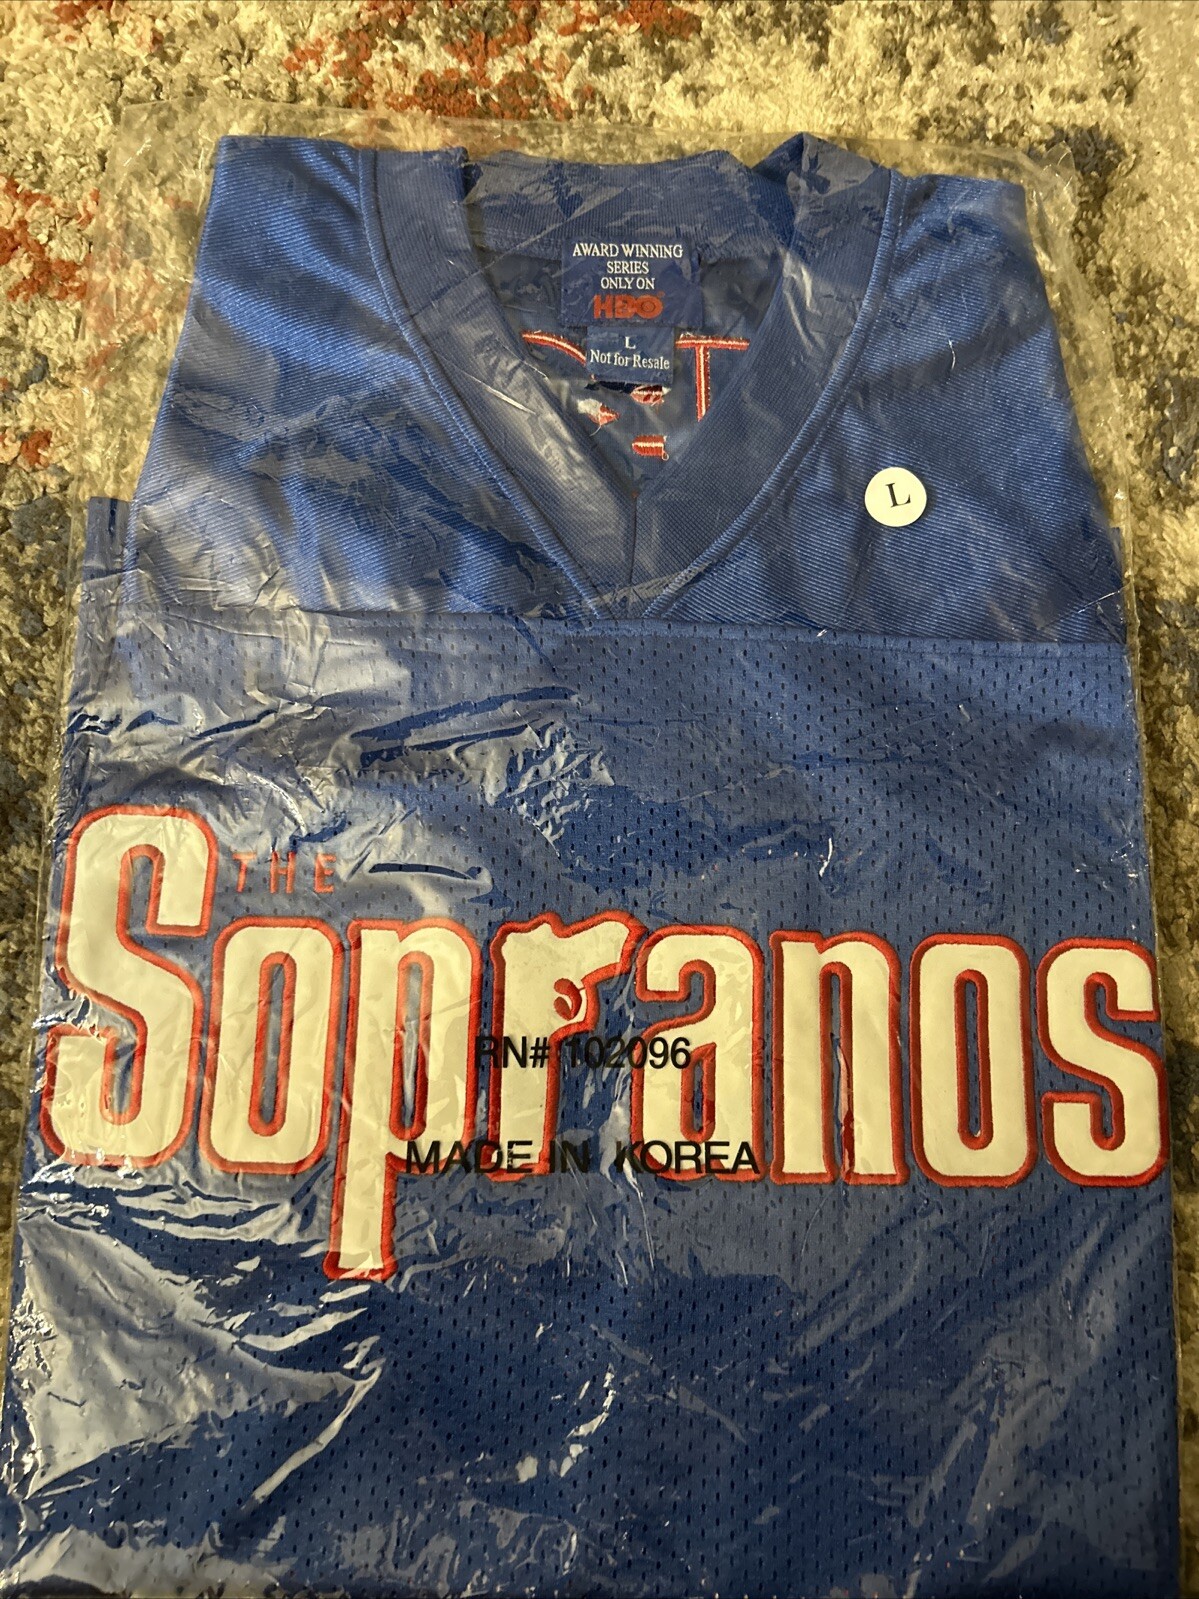 AWARD WINNING
SERIES
ONLY ON
HBO
L
Not for Resale
L
THE
Sopranos
RN# 102096
MADE IN KOREA